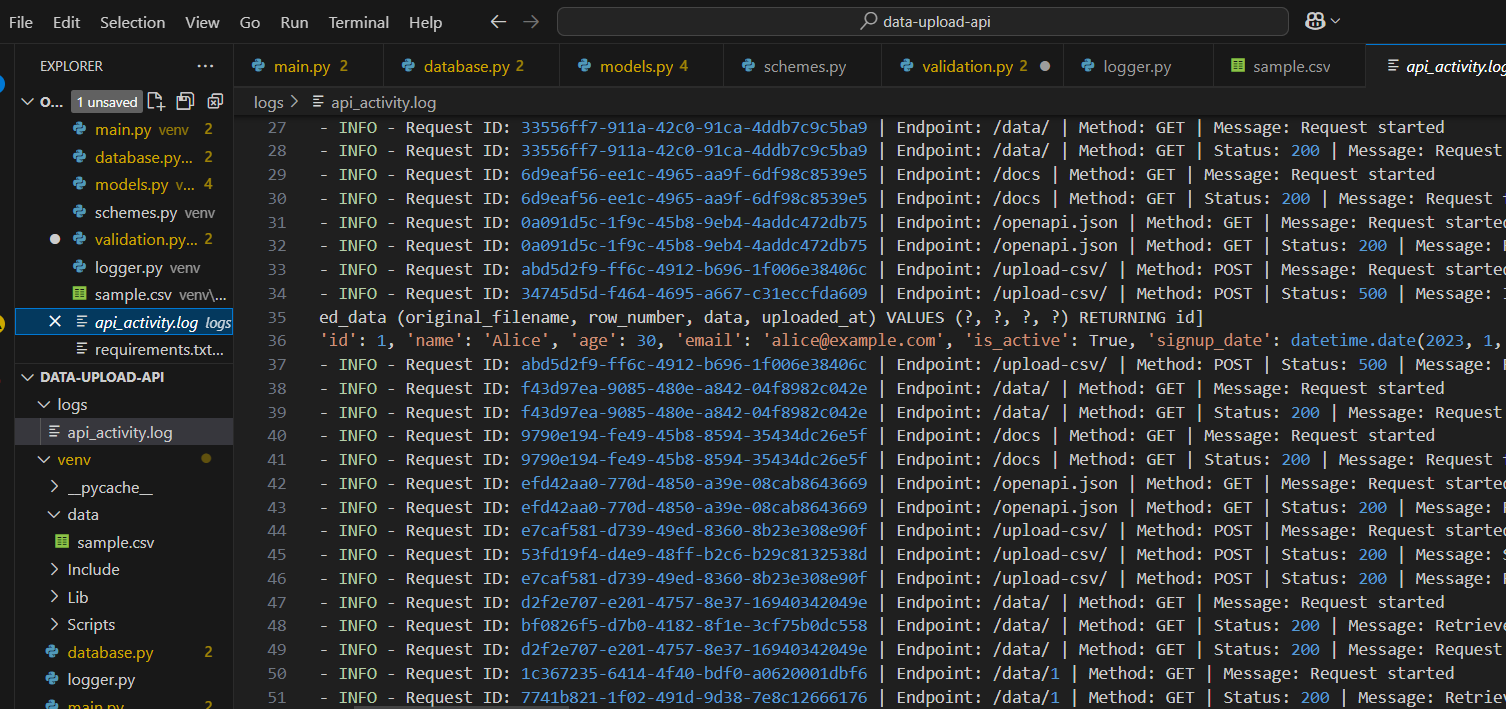 File Edit Selection View Go Run Terminal Help
data-upload-api
EXPLORER
main.py 2
database.py 2
models.py 4
schemes.py
validation.py 2
logger.py
sample.csv
api_activity.log
O... 1 unsaved
main.py venv 2
database.py... 2
models.py v... 4
schemes.py venv
validation.py... 2
logger.py venv
sample.csv venv\...
api_activity.log logs
requirements.txt...
DATA-UPLOAD-API
logs
api_activity.log
venv
__pycache__
data
sample.csv
Include
Lib
Scripts
database.py 2
logger.py
main.py 2
logs > api_activity.log
27 - INFO - Request ID: 33556ff7-911a-42c0-91ca-4ddb7c9c5ba9 | Endpoint: /data/ | Method: GET | Message: Request started
28 - INFO - Request ID: 33556ff7-911a-42c0-91ca-4ddb7c9c5ba9 | Endpoint: /data/ | Method: GET | Status: 200 | Message: Request
29 - INFO - Request ID: 6d9eaf56-ee1c-4965-aa9f-6df98c8539e5 | Endpoint: /docs | Method: GET | Message: Request started
30 - INFO - Request ID: 6d9eaf56-ee1c-4965-aa9f-6df98c8539e5 | Endpoint: /docs | Method: GET | Status: 200 | Message: Request
31 - INFO - Request ID: 0a091d5c-1f9c-45b8-9eb4-4addc472db75 | Endpoint: /openapi.json | Method: GET | Message: Request started
32 - INFO - Request ID: 0a091d5c-1f9c-45b8-9eb4-4addc472db75 | Endpoint: /openapi.json | Method: GET | Status: 200 | Message:
33 - INFO - Request ID: abd5d2f9-ff6c-4912-b696-1f006e38406c | Endpoint: /upload-csv/ | Method: POST | Message: Request started
34 - INFO - Request ID: 34745d5d-f464-4695-a667-c31eccfda609 | Endpoint: /upload-csv/ | Method: POST | Status: 500 | Message:
35 ed_data (original_filename, row_number, data, uploaded_at) VALUES (?, ?, ?, ?) RETURNING id]
36 'id': 1, 'name': 'Alice', 'age': 30, 'email': 'alice@example.com', 'is_active': True, 'signup_date': datetime.date(2023, 1,
37 - INFO - Request ID: abd5d2f9-ff6c-4912-b696-1f006e38406c | Endpoint: /upload-csv/ | Method: POST | Status: 500 | Message:
38 - INFO - Request ID: f43d97ea-9085-480e-a842-04f8982c042e | Endpoint: /data/ | Method: GET | Message: Request started
39 - INFO - Request ID: f43d97ea-9085-480e-a842-04f8982c042e | Endpoint: /data/ | Method: GET | Status: 200 | Message: Request
40 - INFO - Request ID: 9790e194-fe49-45b8-8594-35434dc26e5f | Endpoint: /docs | Method: GET | Message: Request started
41 - INFO - Request ID: 9790e194-fe49-45b8-8594-35434dc26e5f | Endpoint: /docs | Method: GET | Status: 200 | Message: Request
42 - INFO - Request ID: efd42aa0-770d-4850-a39e-08cab8643669 | Endpoint: /openapi.json | Method: GET | Message: Request started
43 - INFO - Request ID: efd42aa0-770d-4850-a39e-08cab8643669 | Endpoint: /openapi.json | Method: GET | Status: 200 | Message:
44 - INFO - Request ID: e7caf581-d739-49ed-8360-8b23e308e90f | Endpoint: /upload-csv/ | Method: POST | Message: Request started
45 - INFO - Request ID: 53fd19f4-d4e9-48ff-b2c6-b29c8132538d | Endpoint: /upload-csv/ | Method: POST | Status: 200 | Message: S
46 - INFO - Request ID: e7caf581-d739-49ed-8360-8b23e308e90f | Endpoint: /upload-csv/ | Method: POST | Status: 200 | Message:
47 - INFO - Request ID: d2f2e707-e201-4757-8e37-16940342049e | Endpoint: /data/ | Method: GET | Message: Request started
48 - INFO - Request ID: bf0826f5-d7b0-4182-8f1e-3cf75b0dc558 | Endpoint: /data/ | Method: GET | Status: 200 | Message: Retrieve
49 - INFO - Request ID: d2f2e707-e201-4757-8e37-16940342049e | Endpoint: /data/ | Method: GET | Status: 200 | Message: Request
50 - INFO - Request ID: 1c367235-6414-4f40-bdf0-a0620001dbf6 | Endpoint: /data/1 | Method: GET | Message: Request started
51 - INFO - Request ID: 7741b821-1f02-491d-9d38-7e8c12666176 | Endpoint: /data/1 | Method: GET | Status: 200 | Message: Retrie